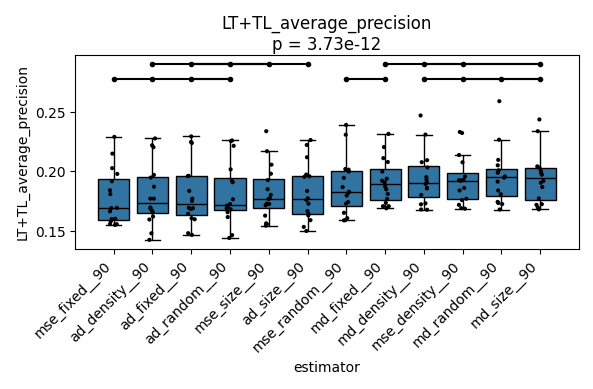 LT+TL_average_precision
p = 3.73e-12
LT+TL_average_precision
0.25
0.20
0.15
mse_fixed__90
ad_density__90
ad_fixed__90
ad_random__90
mse_size__90
ad_size__90
mse_random__90
md_fixed__90
md_density__90
mse_density__90
md_random__90
md_size__90
estimator